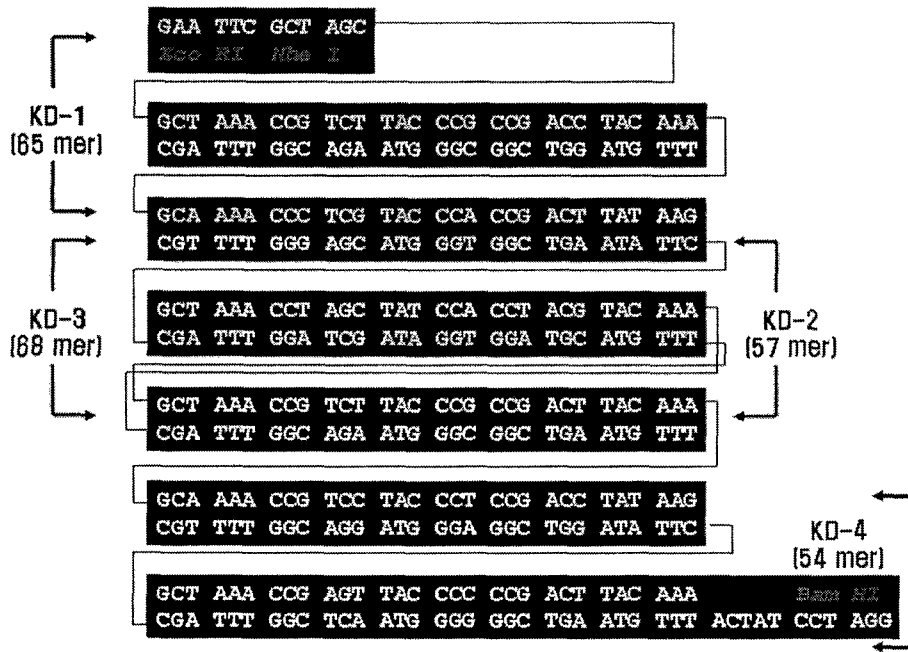 GAA TTC GCT AGC
Eco RI Nhe I
KD-1
(65 mer)
GCT AAA CCG TCT TAC CCG CCG ACC TAC AAA
CGA TTT GGC AGA ATG GGC GGC TGG ATG TTT
GCA AAA CCC TCG TAC CCA CCG ACT TAT AAG
CGT TTT GGG AGC ATG GGT GGC TGA ATA TTC
KD-3
(68 mer)
GCT AAA CCT AGC TAT CCA CCT ACG TAC AAA
CGA TTT GGA TCG ATA GGT GGA TGC ATG TTT
KD-2
(57 mer)
GCT AAA CCG TCT TAC CCG CCG ACT TAC AAA
CGA TTT GGC AGA ATG GGC GGC TGA ATG TTT
GCA AAA CCG TCC TAC CCT CCG ACC TAT AAG
CGT TTT GGC AGG ATG GGA GGC TGG ATA TTC
KD-4
(54 mer)
GCT AAA CCG AGT TAC CCC CCG ACT TAC AAA Bam HI
CGA TTT GGC TCA ATG GGG GGC TGA ATG TTT ACTAT CCT AGG